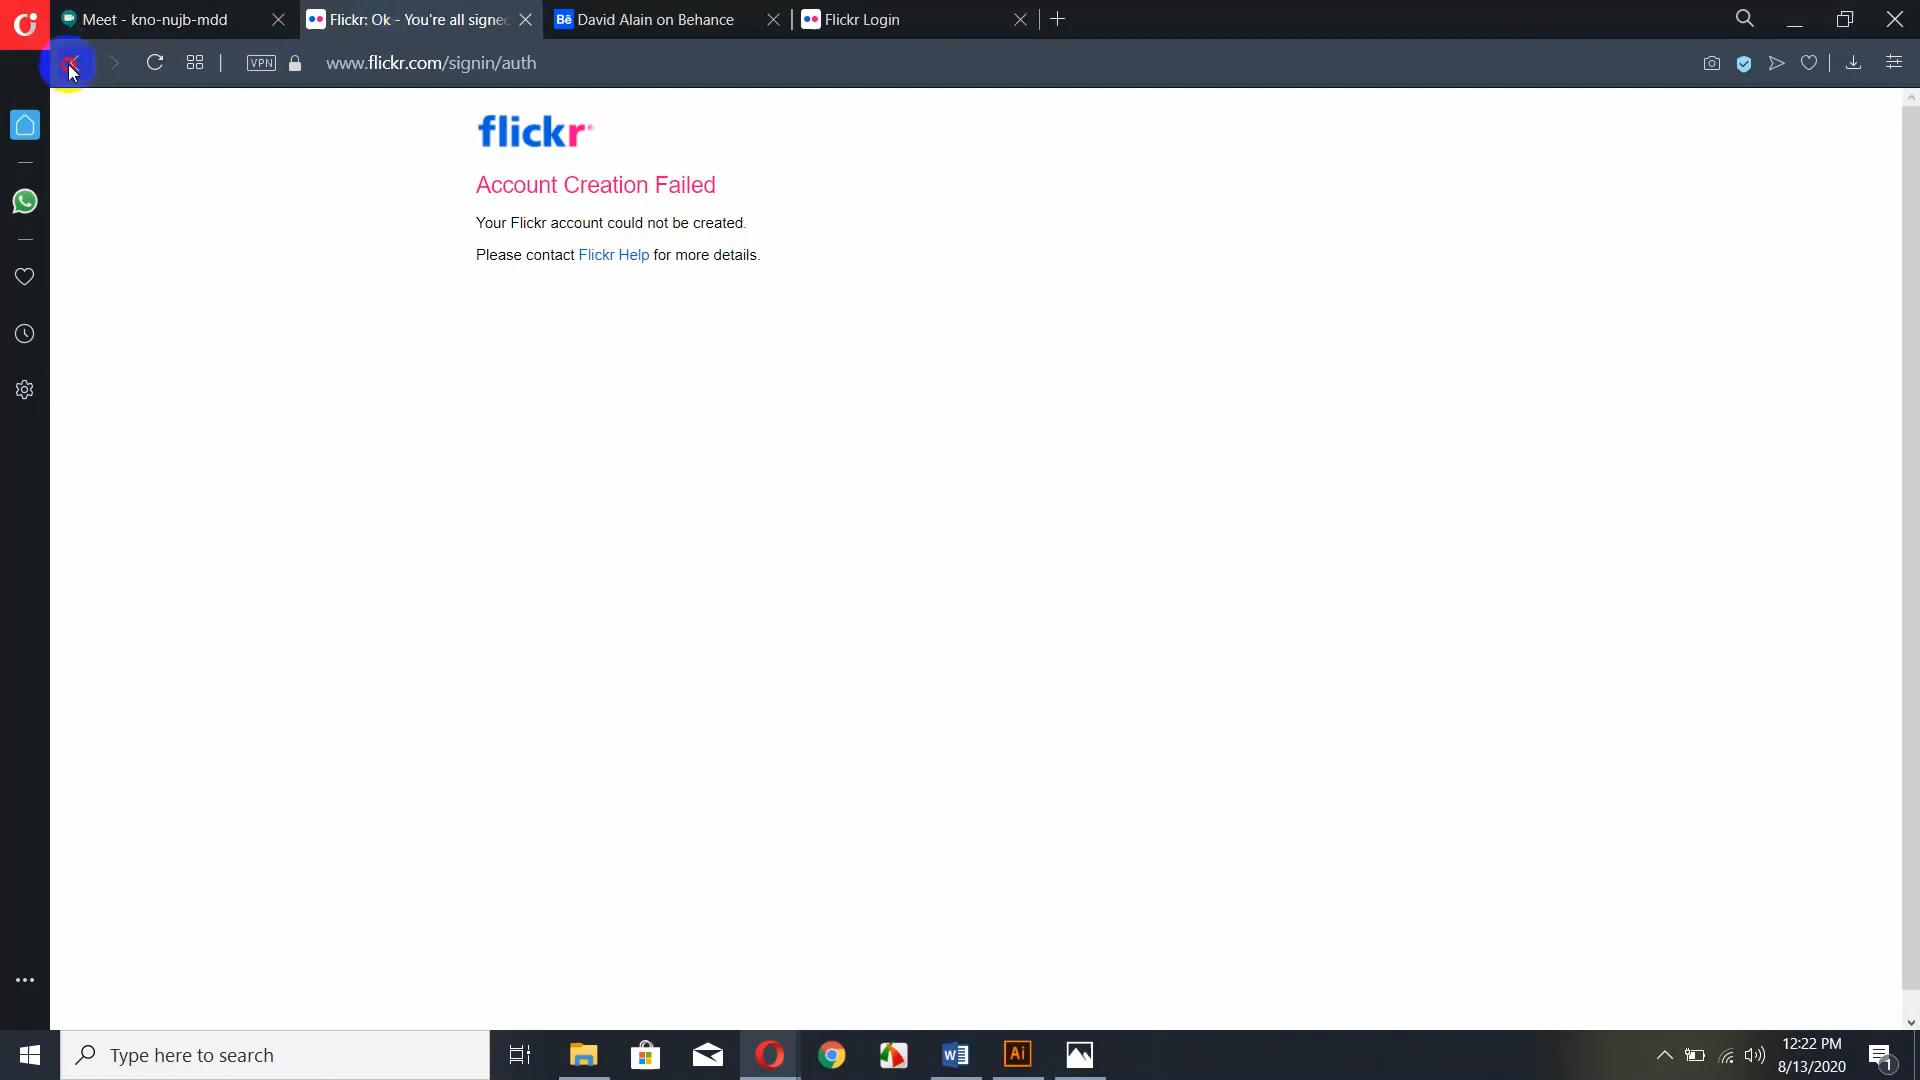 Meet - kno-nujb-mdd
Flickr: Ok - You're all signed
Bē David Alain on Behance
Flickr Login
VPN
www.flickr.com/signin/auth
flickr
Account Creation Failed
Your Flickr account could not be created.
Please contact Flickr Help for more details.
Type here to search
W
Ai
12:22 PM
8/13/2020
1